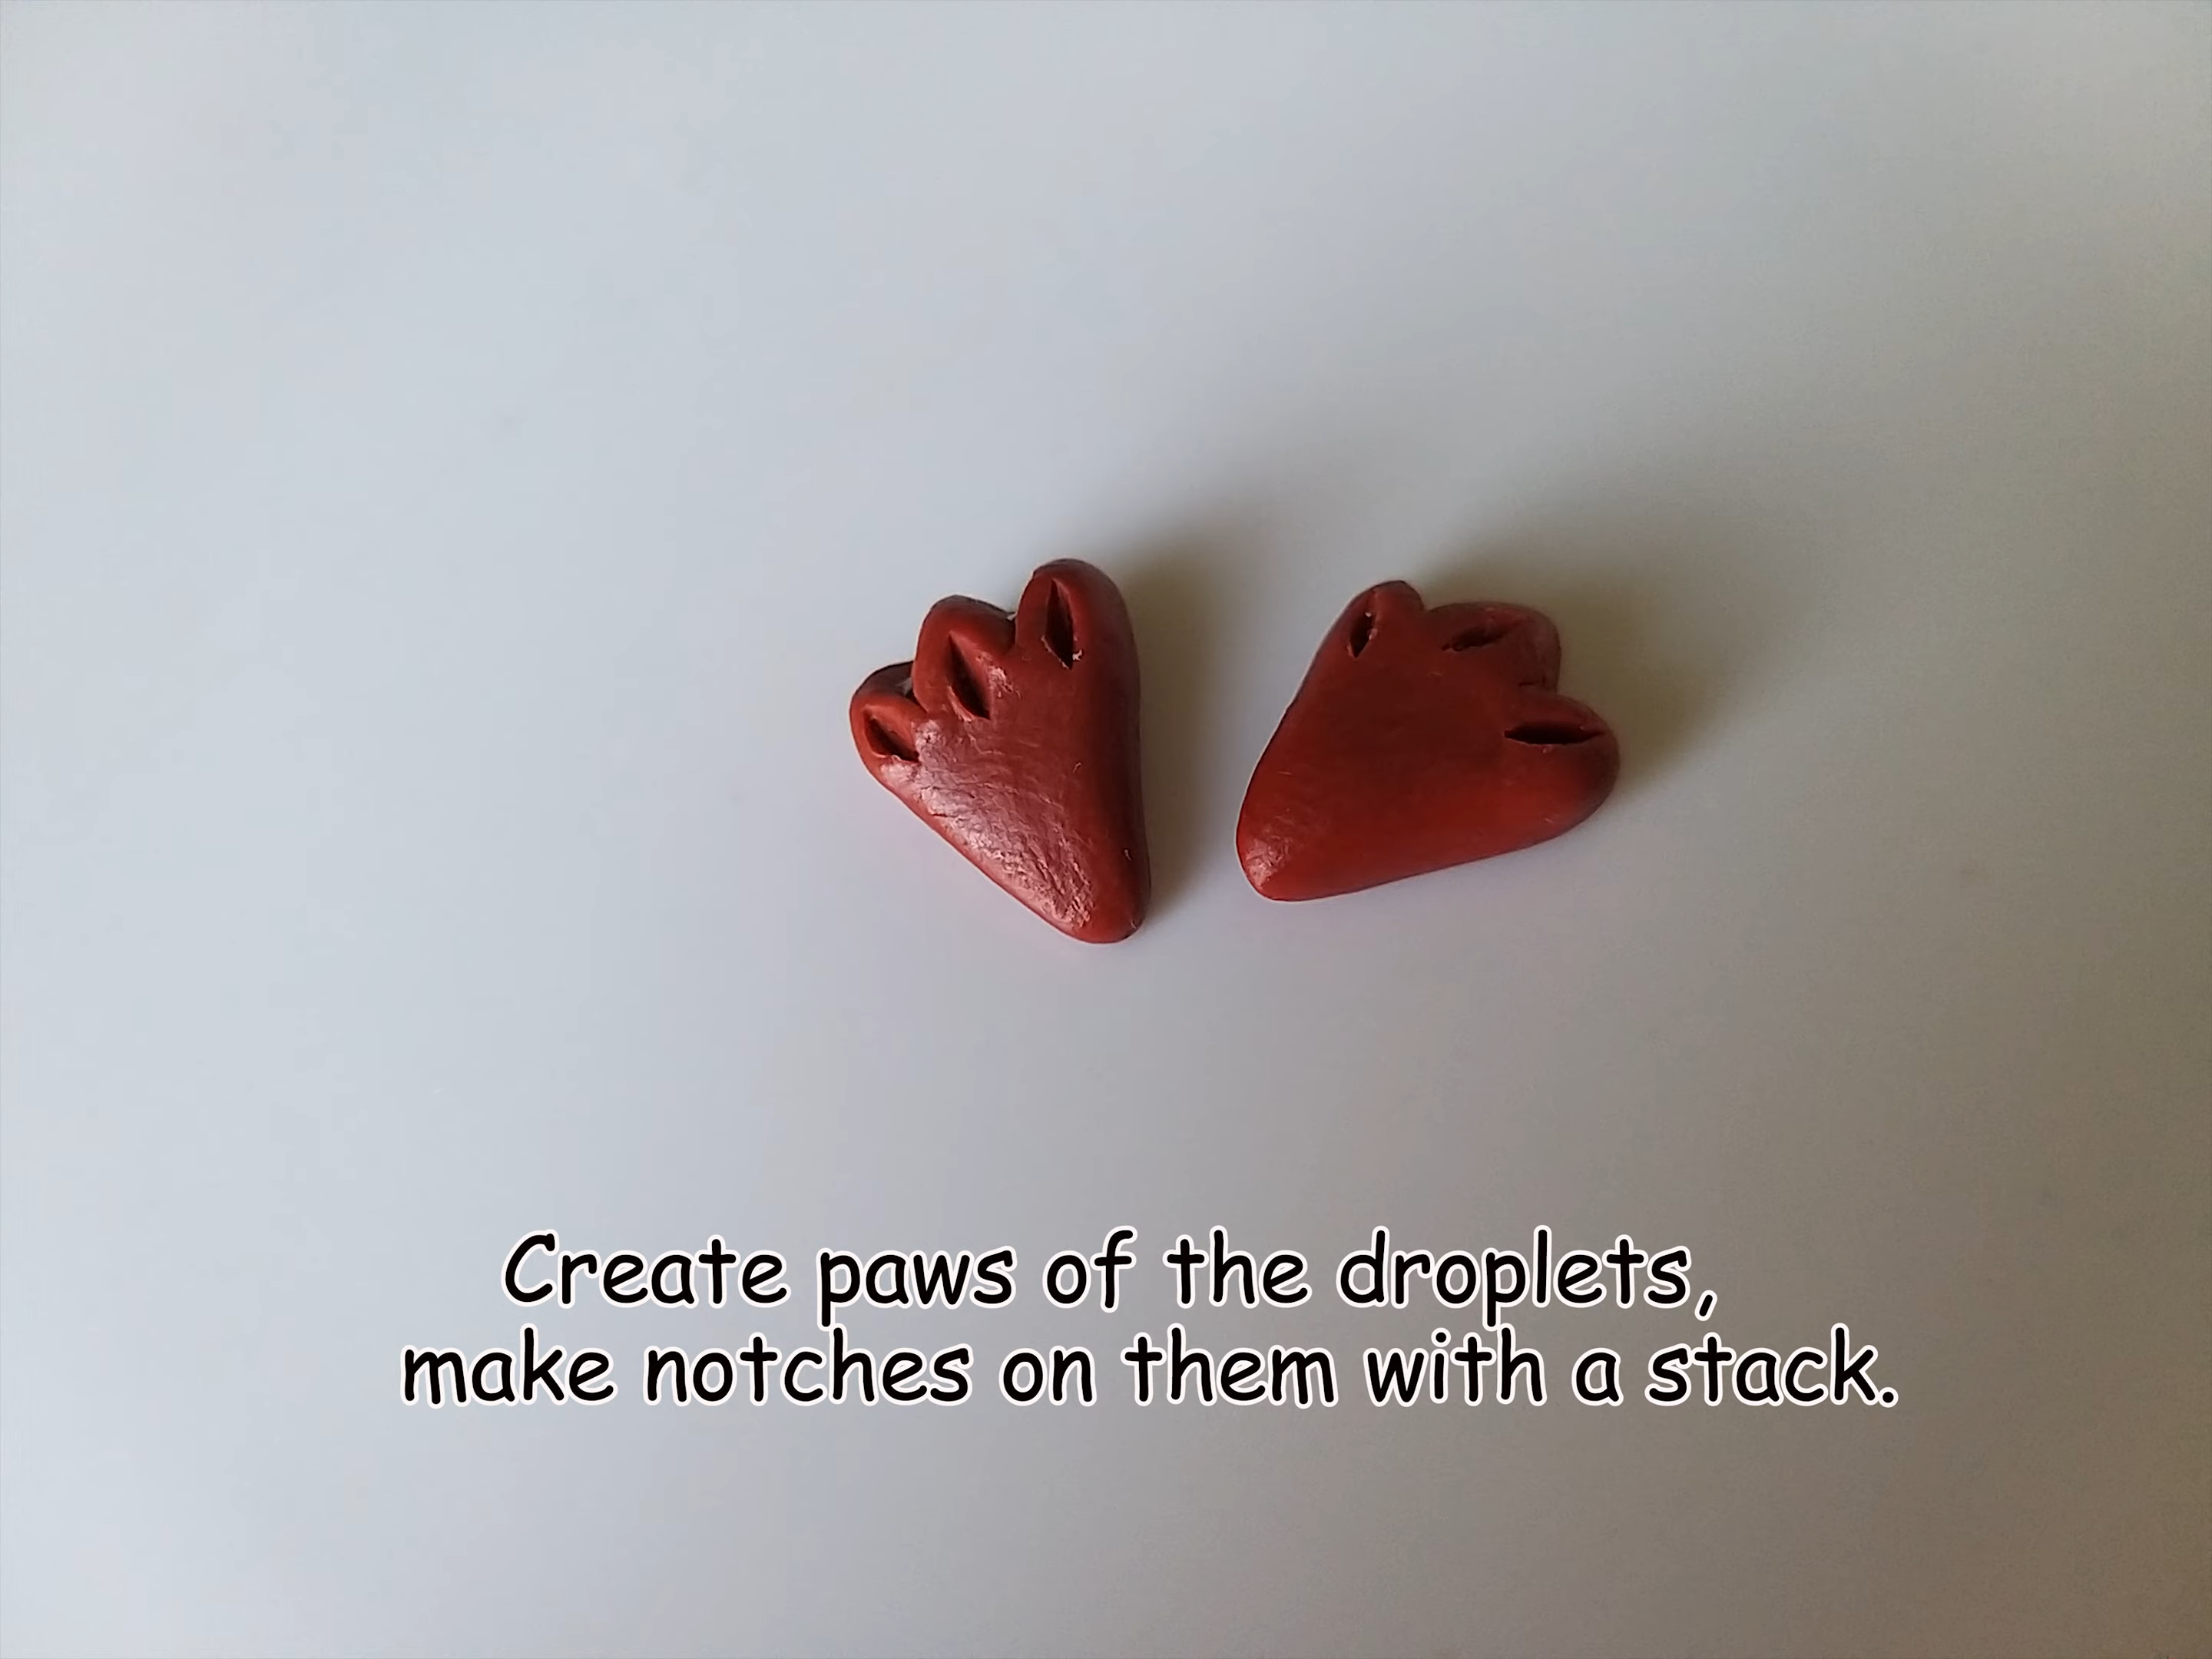 Create paws of the droplets,
make notches on them with a stack.